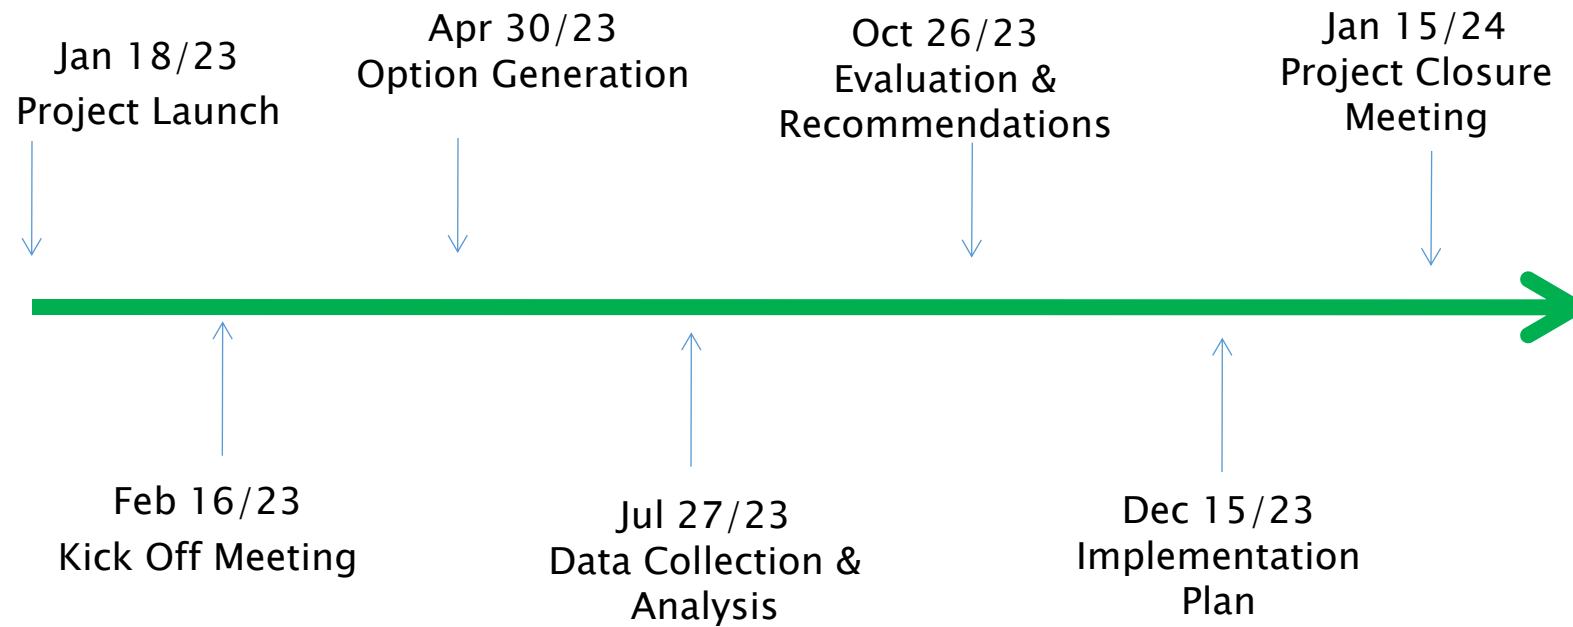 Jan 18/23
Project Launch
Feb 16/23
Kick Off Meeting
Apr 30/23
Option Generation
Jul 27/23
Data Collection &
Analysis
Oct 26/23
Evaluation &
Recommendations
Dec 15/23
Implementation
Plan
Jan 15/24
Project Closure
Meeting